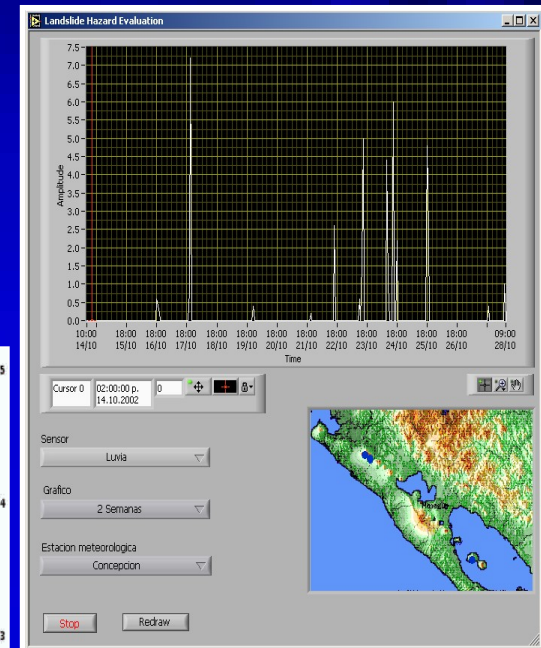 Landslide Hazard Evaluation
7.5
7.0
6.5
6.0
5.5
5.0
4.5
4.0
3.5
3.0
2.5
2.0
1.5
1.0
0.5
0.0
Amplitude
10:00 18:00 18:00 18:00 18:00 18:00 18:00 18:00 18:00 18:00 18:00 18:00 09:00
14/10 15/10 16/10 17/10 18/10 19/10 20/10 21/10 22/10 23/10 24/10 25/10 28/10
Time
Cursor 0 02:00:00 p. 0
14.10.2002
Sensor
Luvia
Grafico
2 Semanas
Estacion meteorologica
Concepcion
Stop Redraw
5
4
3